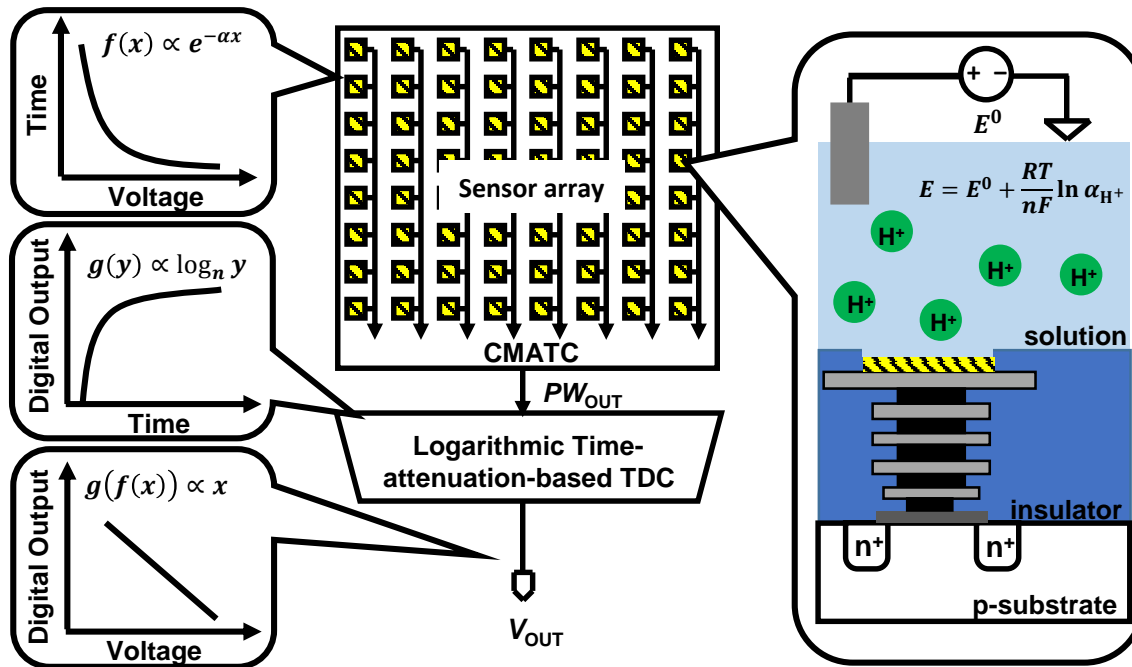 f(x) ∝ e^{-αx}
Time
Voltage
g(y) ∝ log_n y
Digital Output
Time
g(f(x)) ∝ x
Digital Output
Voltage
Sensor array
CMATC
PW_OUT
Logarithmic Time-
attenuation-based TDC
V_OUT
+ −
E^0
E = E^0 + \frac{RT}{nF} ln α_{H^+}
H+
H+
H+
H+
H+
solution
insulator
n+
n+
p-substrate